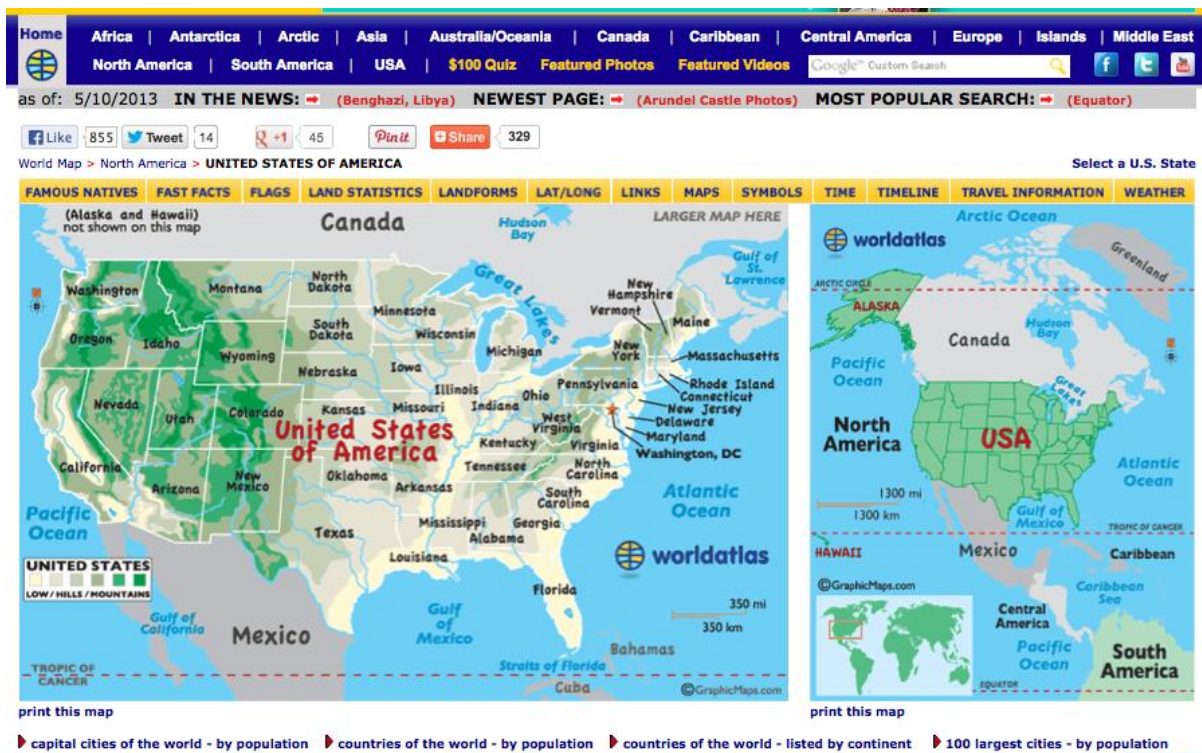 Home Africa | Antarctica | Arctic | Asia | Australia/Oceania | Canada | Caribbean | Central America | Europe | Islands | Middle East
North America | South America | USA | $100 Quiz Featured Photos Featured Videos Google™ Custom Search
as of: 5/10/2013 IN THE NEWS: (Benghazi, Libya) NEWEST PAGE: (Arundel Castle Photos) MOST POPULAR SEARCH: (Equator)
Like 855 Tweet 14 +1 45 Pin it Share 329
World Map > North America > UNITED STATES OF AMERICA Select a U.S. State
FAMOUS NATIVES FAST FACTS FLAGS LAND STATISTICS LANDFORMS LAT/LONG LINKS MAPS SYMBOLS TIME TIMELINE TRAVEL INFORMATION WEATHER
(Alaska and Hawaii)
not shown on this map
Canada
Hudson
Bay
LARGER MAP HERE
Gulf of
St.
Lawrence
Great Lakes
Washington
Montana
North
Dakota
Minnesota
New
Hampshire
Vermont
Maine
Oregon
Idaho
Wyoming
South
Dakota
Wisconsin
Michigan
New
York
Massachusetts
Nebraska
Iowa
Illinois
Indiana
Ohio
Pennsylvania
Rhode Island
Connecticut
New Jersey
Delaware
Maryland
Washington, DC
Nevada
Utah
Colorado
Kansas
Missouri
West
Virginia
Virginia
Kentucky
United States
of America
California
Arizona
New
Mexico
Oklahoma
Arkansas
Tennessee
North
Carolina
South
Carolina
Pacific
Ocean
Texas
Mississippi
Alabama
Georgia
Atlantic
Ocean
Louisiana
worldatlas
Florida
UNITED STATES
LOW / HILLS / MOUNTAINS
Gulf of
California
Mexico
Gulf
of
Mexico
350 mi
350 km
Bahamas
TROPIC OF
CANCER
Straits of Florida
Cuba
©GraphicMaps.com
print this map
Arctic Ocean
worldatlas
Greenland
ARCTIC CIRCLE
ALASKA
Canada
Hudson
Bay
Pacific
Ocean
Great
Lakes
North
America
USA
Atlantic
Ocean
1300 mi
1300 km
Gulf of
Mexico
TROPIC OF CANCER
HAWAII
Mexico
Caribbean
©GraphicMaps.com
Caribbean
Sea
Central
America
Pacific
Ocean
South
America
EQUATOR
print this map
capital cities of the world - by population countries of the world - by population countries of the world - listed by continent 100 largest cities - by population